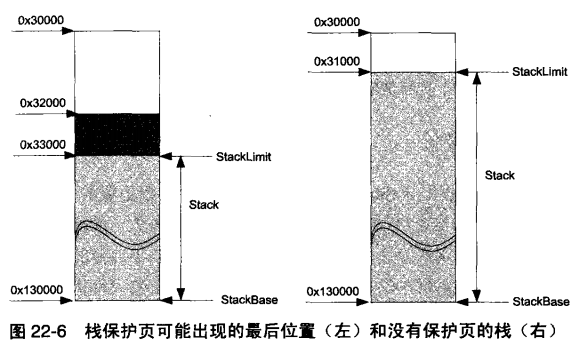 0x30000
0x32000
0x33000
StackLimit
Stack
0x130000
StackBase
0x30000
0x31000
StackLimit
Stack
0x130000
StackBase
图 22-6 栈保护页可能出现的最后位置（左）和没有保护页的栈（右）